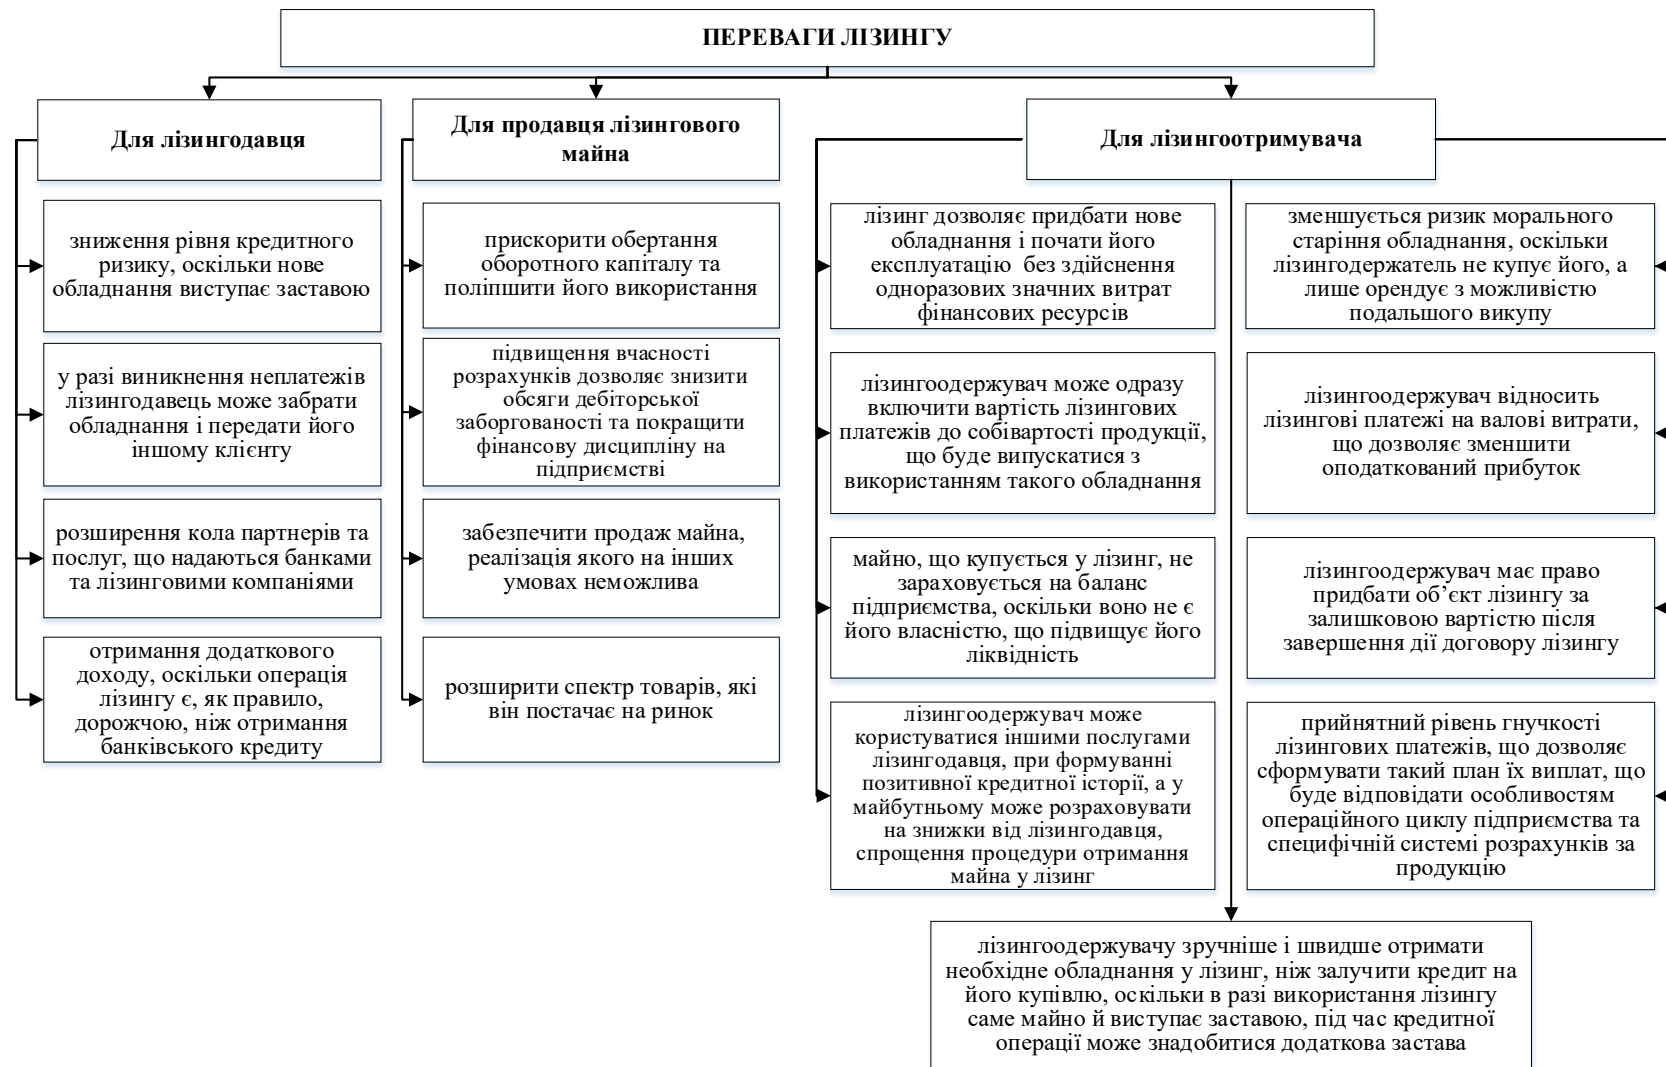 ПЕРЕВАГИ ЛІЗИНГУ
Для лізингодавця
зниження рівня кредитного
ризику, оскільки нове
обладнання виступає заставою
у разі виникнення неплатежів
лізингодавець може забрати
обладнання і передати його
іншому клієнту
розширення кола партнерів та
послуг, що надаються банками
та лізинговими компаніями
отримання додаткового
доходу, оскільки операція
лізингу є, як правило,
дорожчою, ніж отримання
банківського кредиту
Для продавця лізингового
майна
прискорити обертання
оборотного капіталу та
поліпшити його використання
підвищення вчасності
розрахунків дозволяє знизити
обсяги дебіторської
заборгованості та покращити
фінансову дисципліну на
підприємстві
забезпечити продаж майна,
реалізація якого на інших
умовах неможлива
розширити спектр товарів, які
він постачає на ринок
Для лізингоотримувача
лізинг дозволяє придбати нове
обладнання і почати його
експлуатацію без здійснення
одноразових значних витрат
фінансових ресурсів
лізингоодержувач може одразу
включити вартість лізингових
платежів до собівартості продукції,
що буде випускатися з
використанням такого обладнання
майно, що купується у лізинг, не
зараховується на баланс
підприємства, оскільки воно не є
його власністю, що підвищує його
ліквідність
лізингоодержувач може
користуватися іншими послугами
лізингодавця, при формуванні
позитивної кредитної історії, а у
майбутньому може розраховувати
на знижки від лізингодавця,
спрощення процедури отримання
майна у лізинг
зменшується ризик морального
старіння обладнання, оскільки
лізингодержатель не купує його, а
лише орендує з можливістю
подальшого викупу
лізингоодержувач відносить
лізингові платежі на валові витрати,
що дозволяє зменшити
оподаткований прибуток
лізингоодержувач має право
придбати об’єкт лізингу за
залишковою вартістю після
завершення дії договору лізингу
прийнятний рівень гнучкості
лізингових платежів, що дозволяє
сформувати такий план їх виплат, що
буде відповідати особливостям
операційного циклу підприємства та
специфічній системі розрахунків за
продукцію
лізингоодержувачу зручніше і швидше отримати
необхідне обладнання у лізинг, ніж залучити кредит на
його купівлю, оскільки в разі використання лізингу
саме майно й виступає заставою, під час кредитної
операції може знадобитися додаткова застава